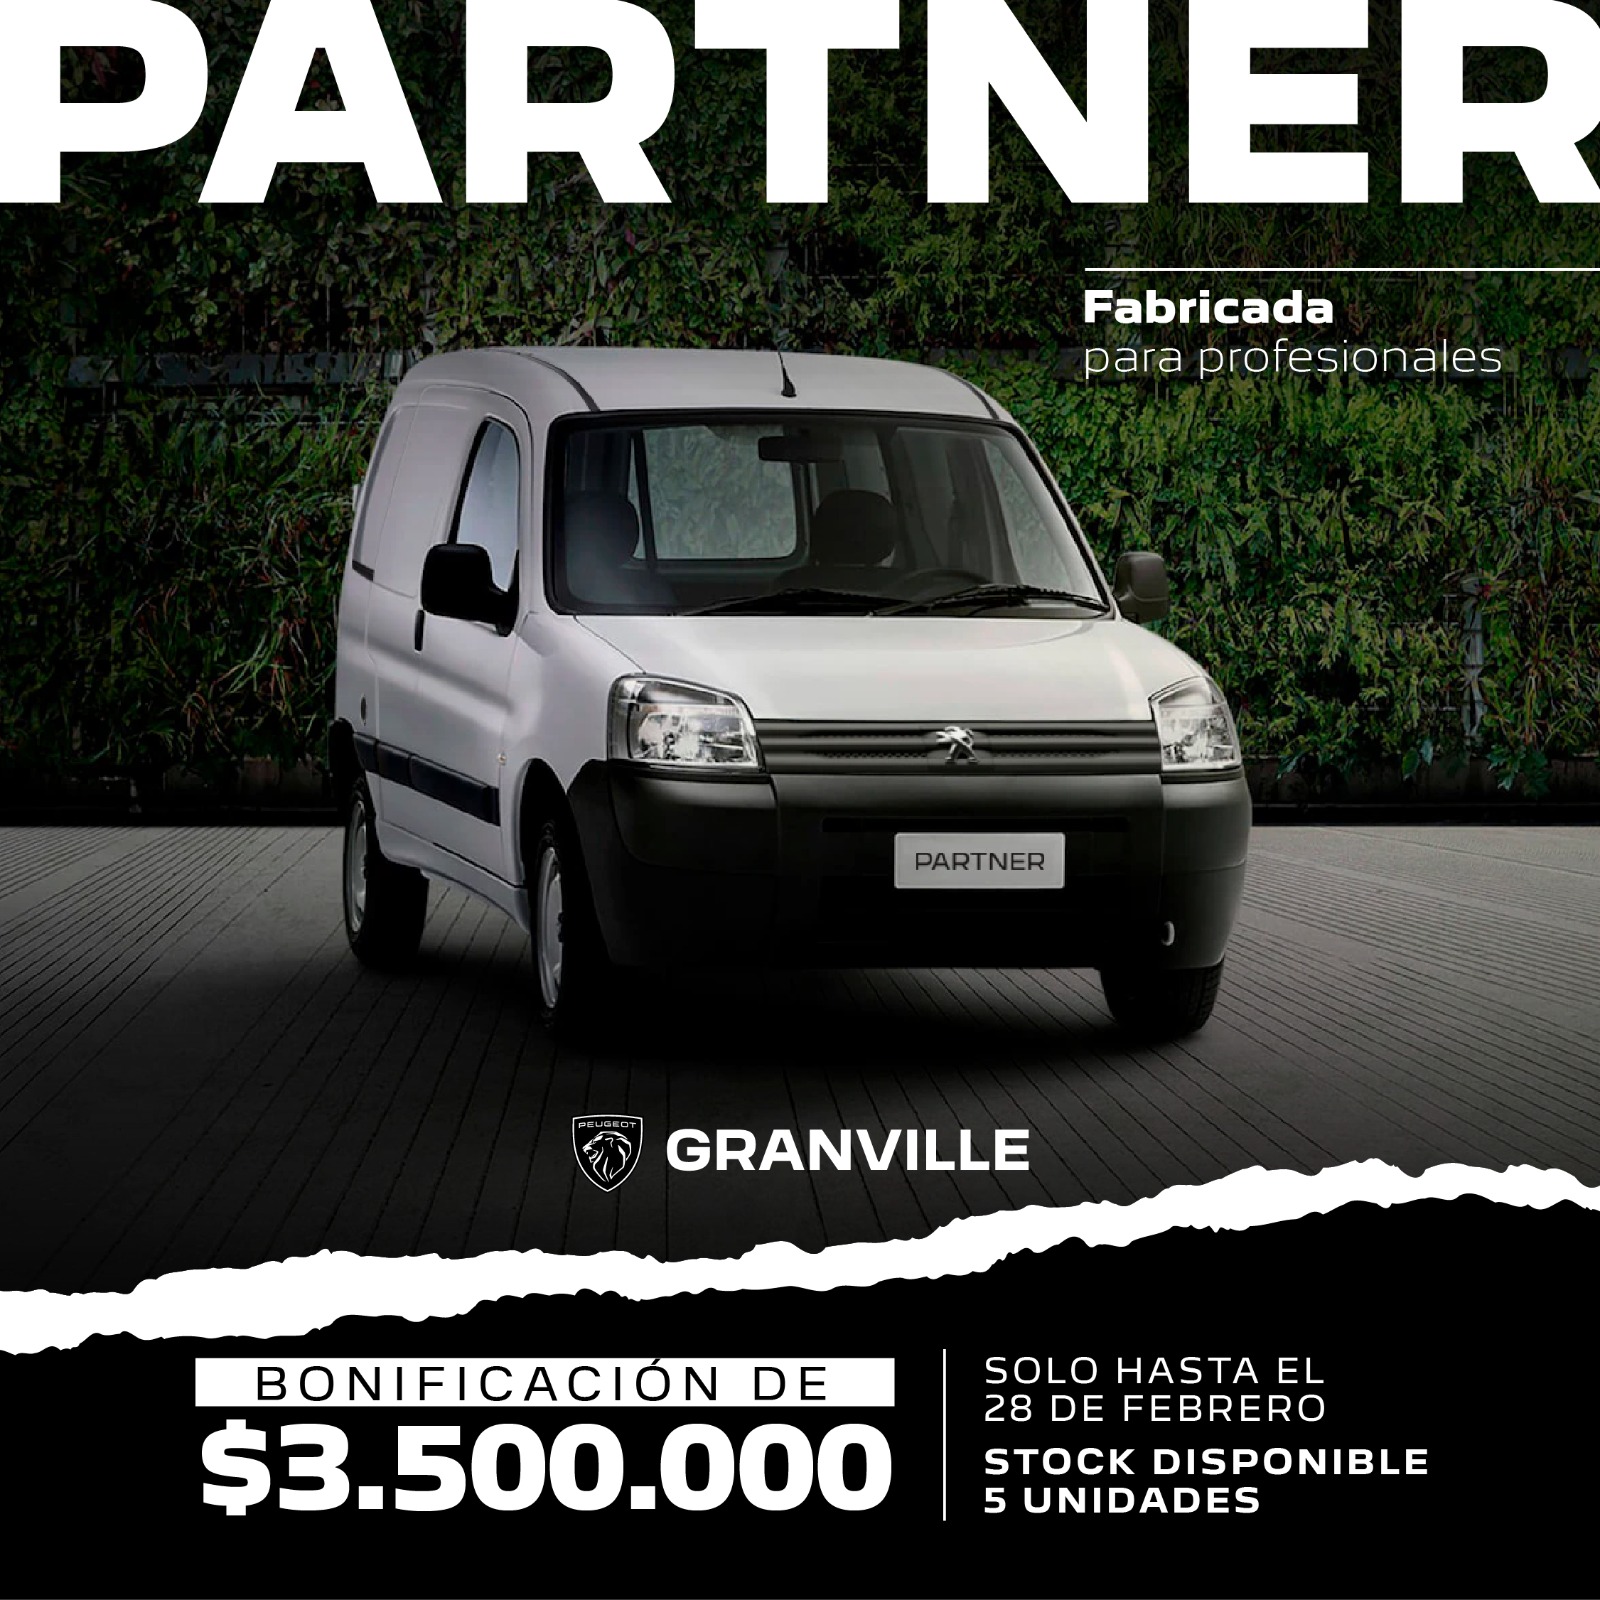 PARTNER
Fabricada
para profesionales
PARTNER
PEUGEOT
GRANVILLE
BONIFICACIÓN DE
$3.500.000
SOLO HASTA EL
28 DE FEBRERO
STOCK DISPONIBLE
5 UNIDADES